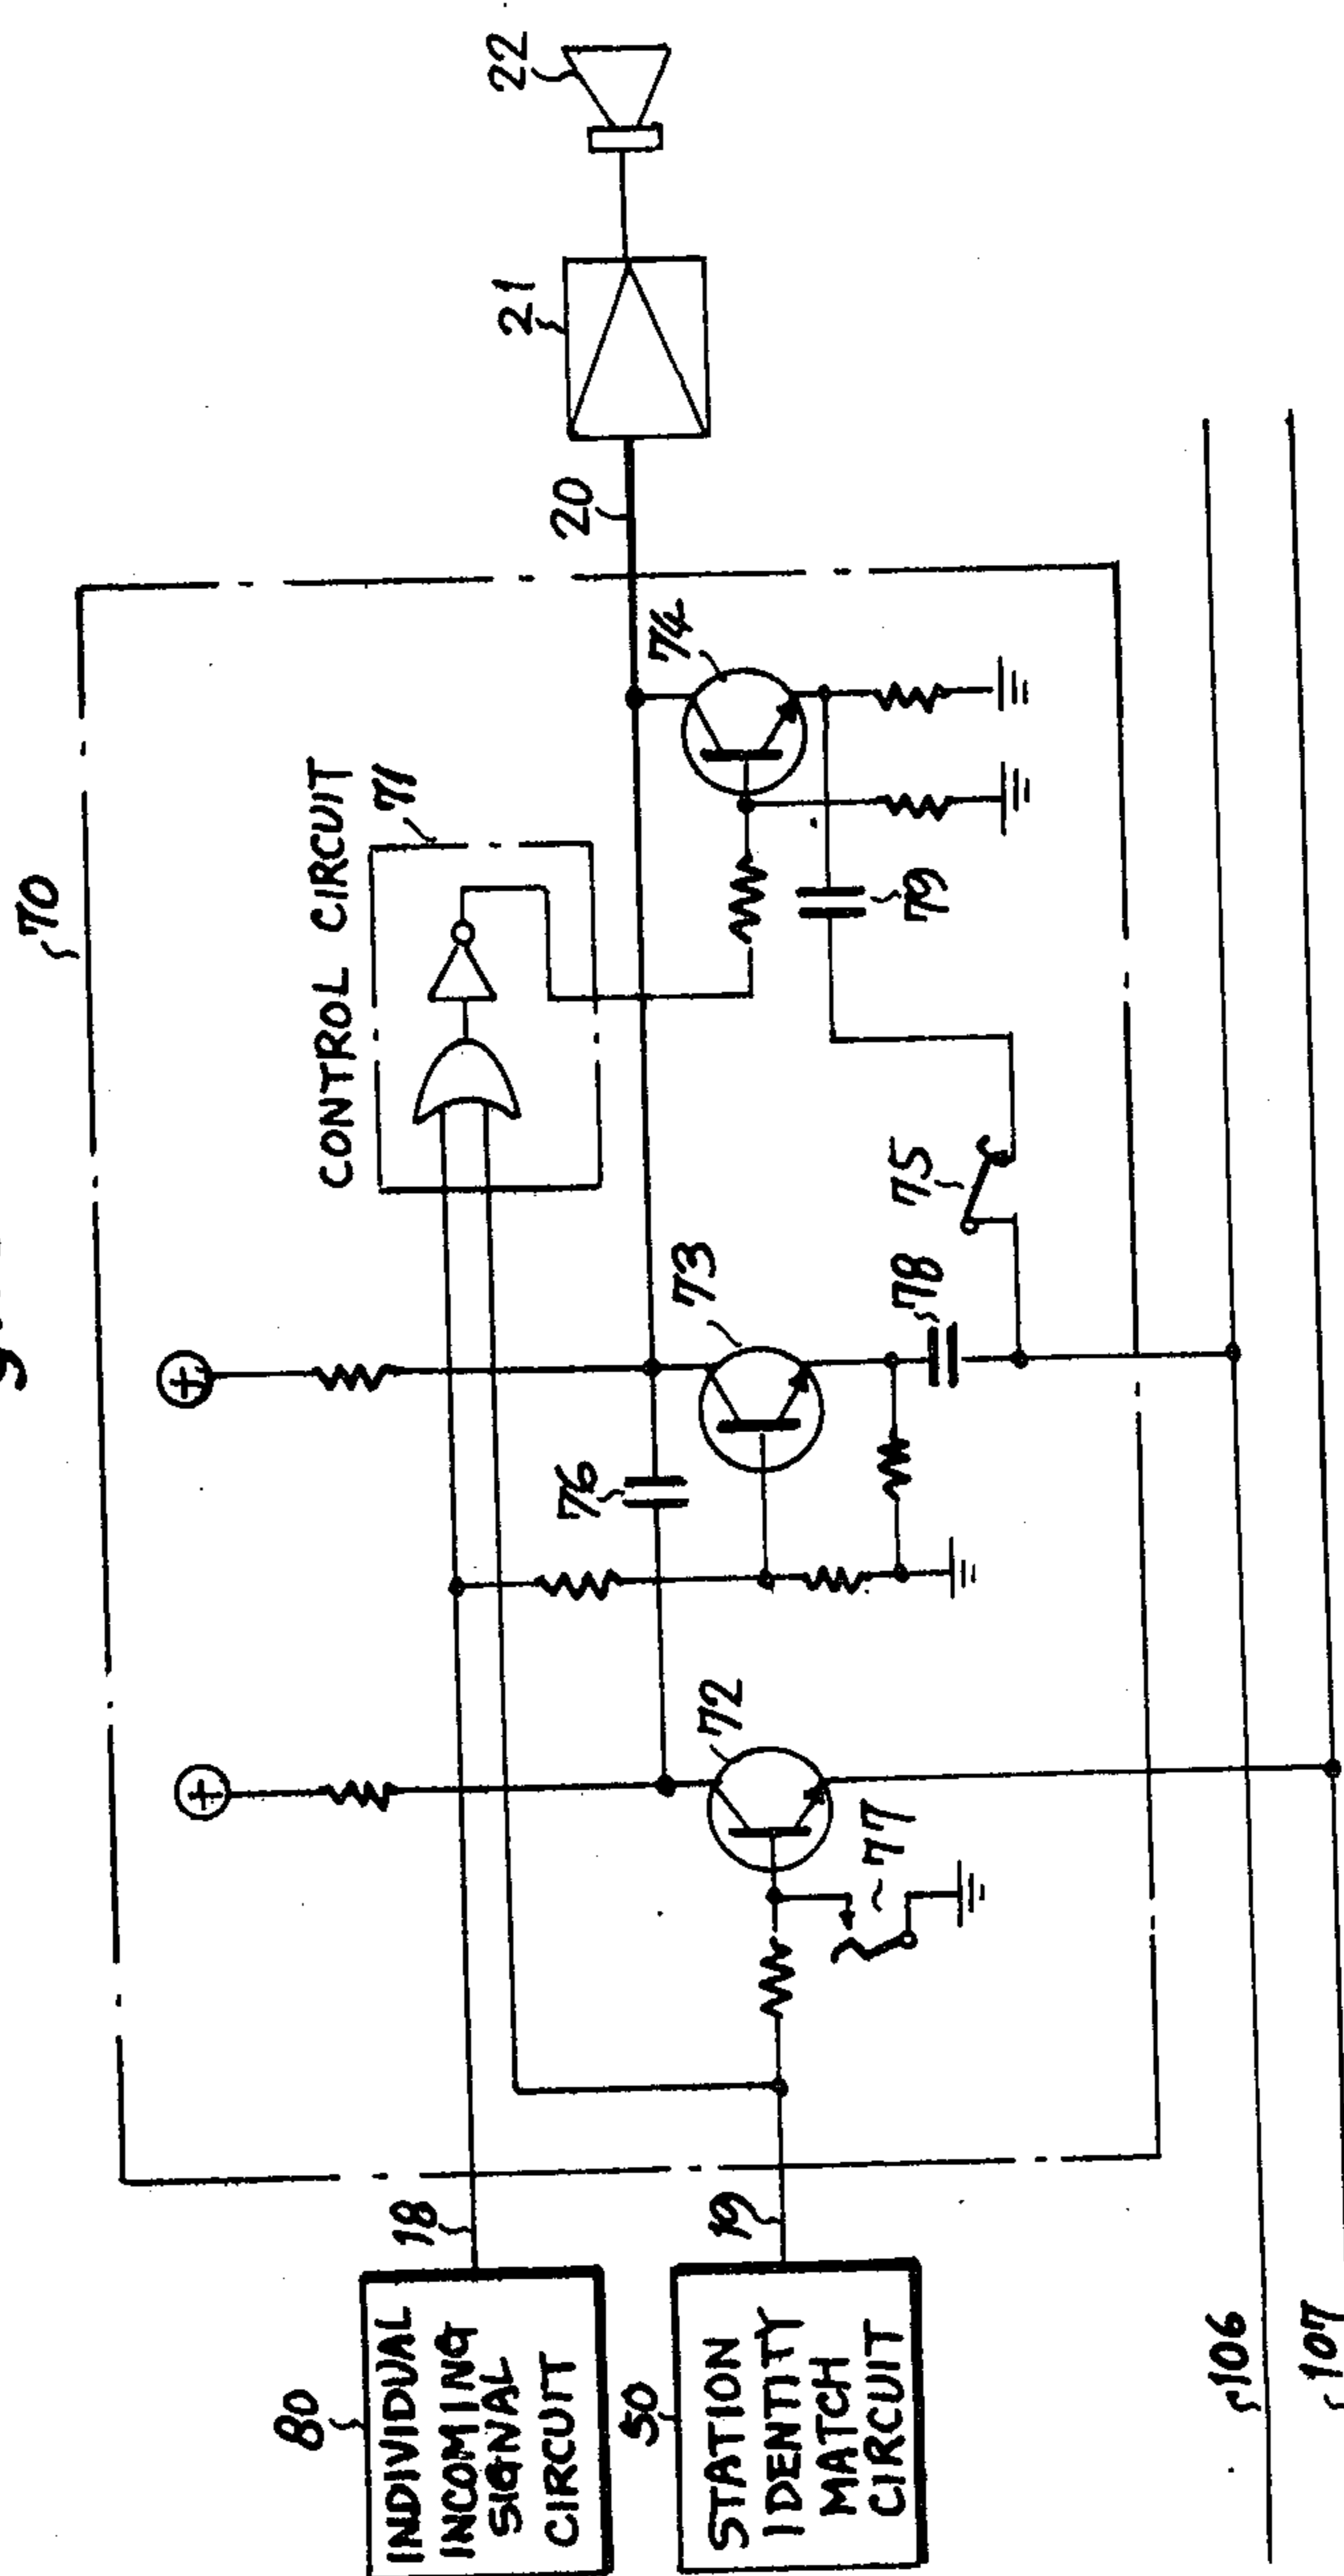 70
CONTROL CIRCUIT
71
80
INDIVIDUAL
INCOMING
SIGNAL
CIRCUIT
18
50
STATION
IDENTITY
MATCH
CIRCUIT
19
72
77
76
73
78
75
74
79
20
21
22
106
107